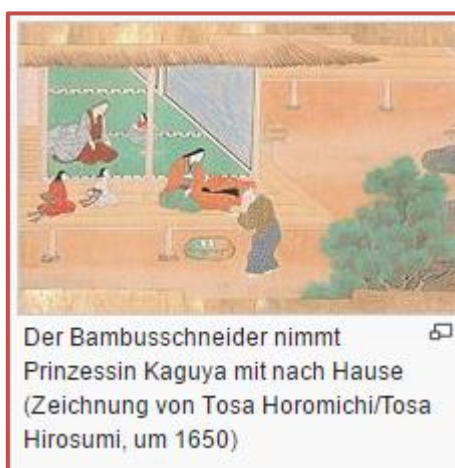 Der Bambusschneider nimmt
Prinzessin Kaguya mit nach Hause
(Zeichnung von Tosa Horomichi/Tosa
Hirosumi, um 1650)